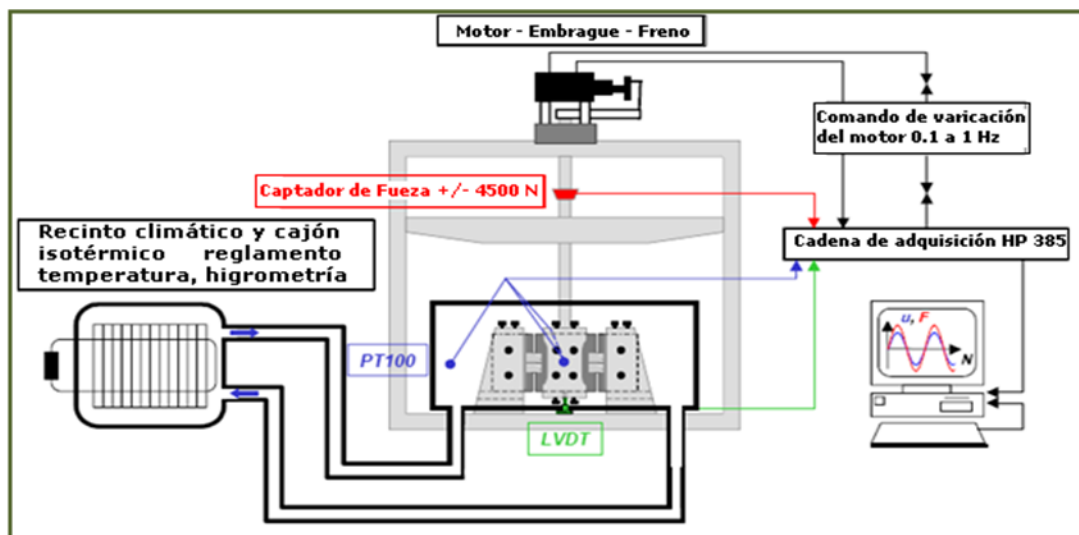 Motor - Embrague - Freno
Comando de varicación
del motor 0.1 a 1 Hz
Captador de Fueza +/- 4500 N
Recinto climático y cajón
isotérmico reglamento
temperatura, higrometría
Cadena de adquisición HP 385
u, F
N
PT100
LVDT